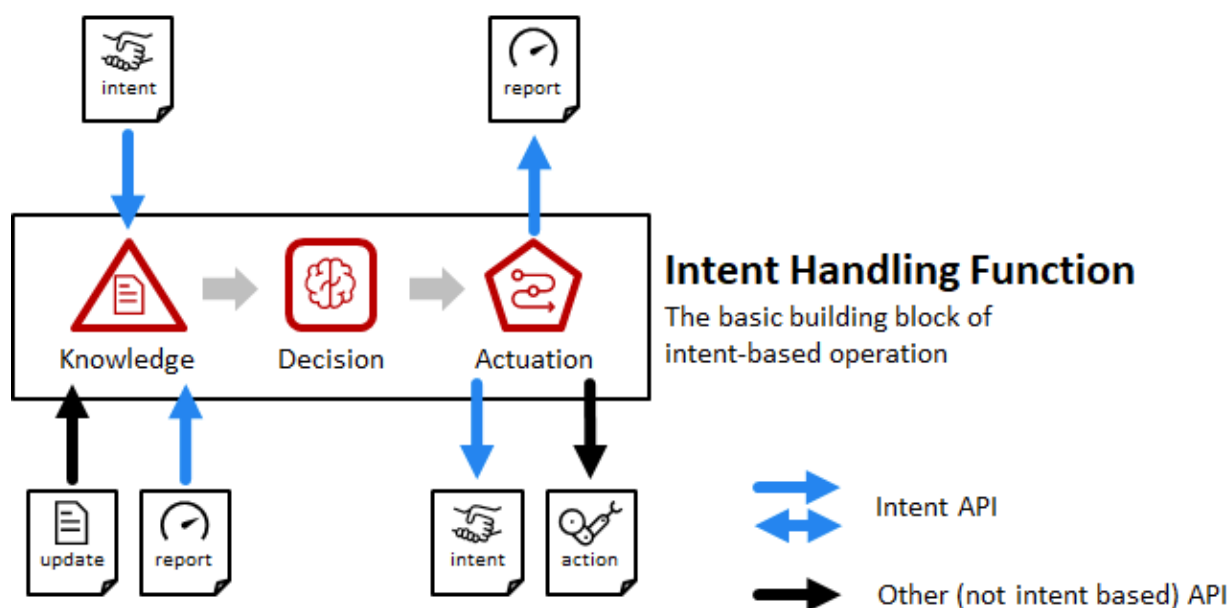 intent
report
Knowledge
Decision
Actuation
Intent Handling Function
The basic building block of
intent-based operation
update
report
intent
action
Intent API
Other (not intent based) API